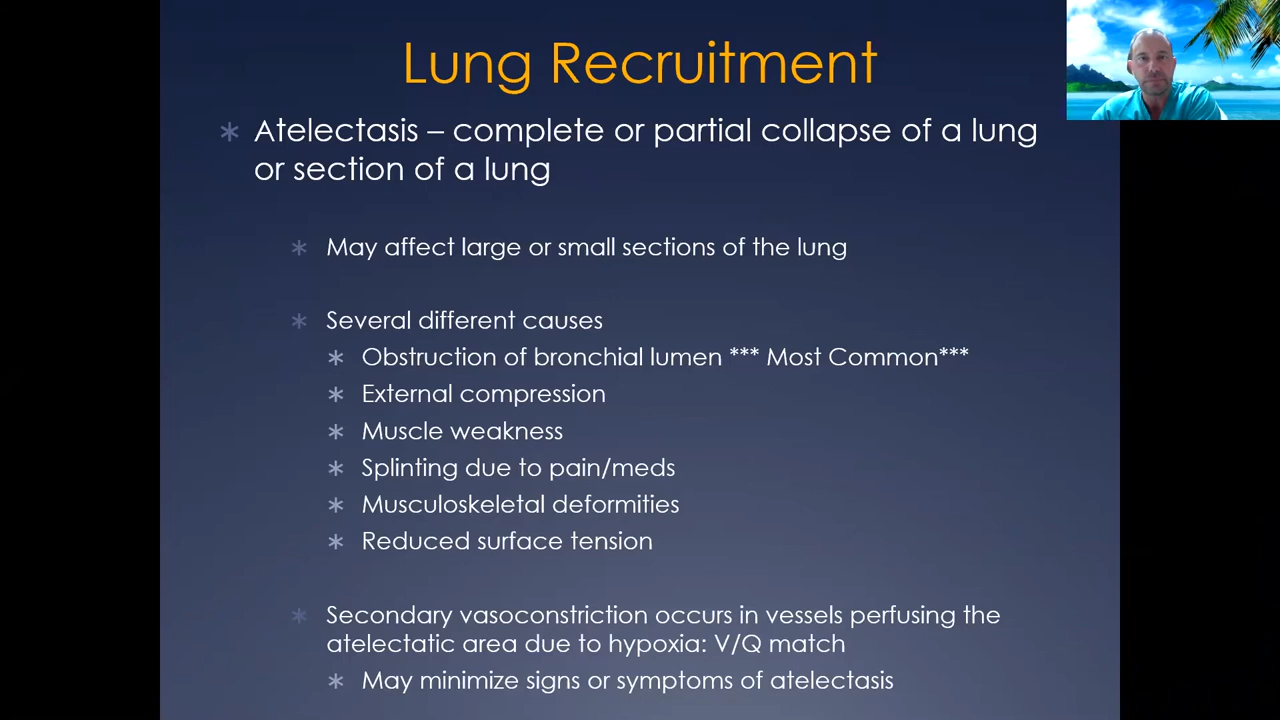 Lung Recruitment
* Atelectasis – complete or partial collapse of a lung
or section of a lung
* May affect large or small sections of the lung
* Several different causes
* Obstruction of bronchial lumen *** Most Common***
* External compression
* Muscle weakness
* Splinting due to pain/meds
* Musculoskeletal deformities
* Reduced surface tension
* Secondary vasoconstriction occurs in vessels perfusing the
atelectatic area due to hypoxia: V/Q match
* May minimize signs or symptoms of atelectasis